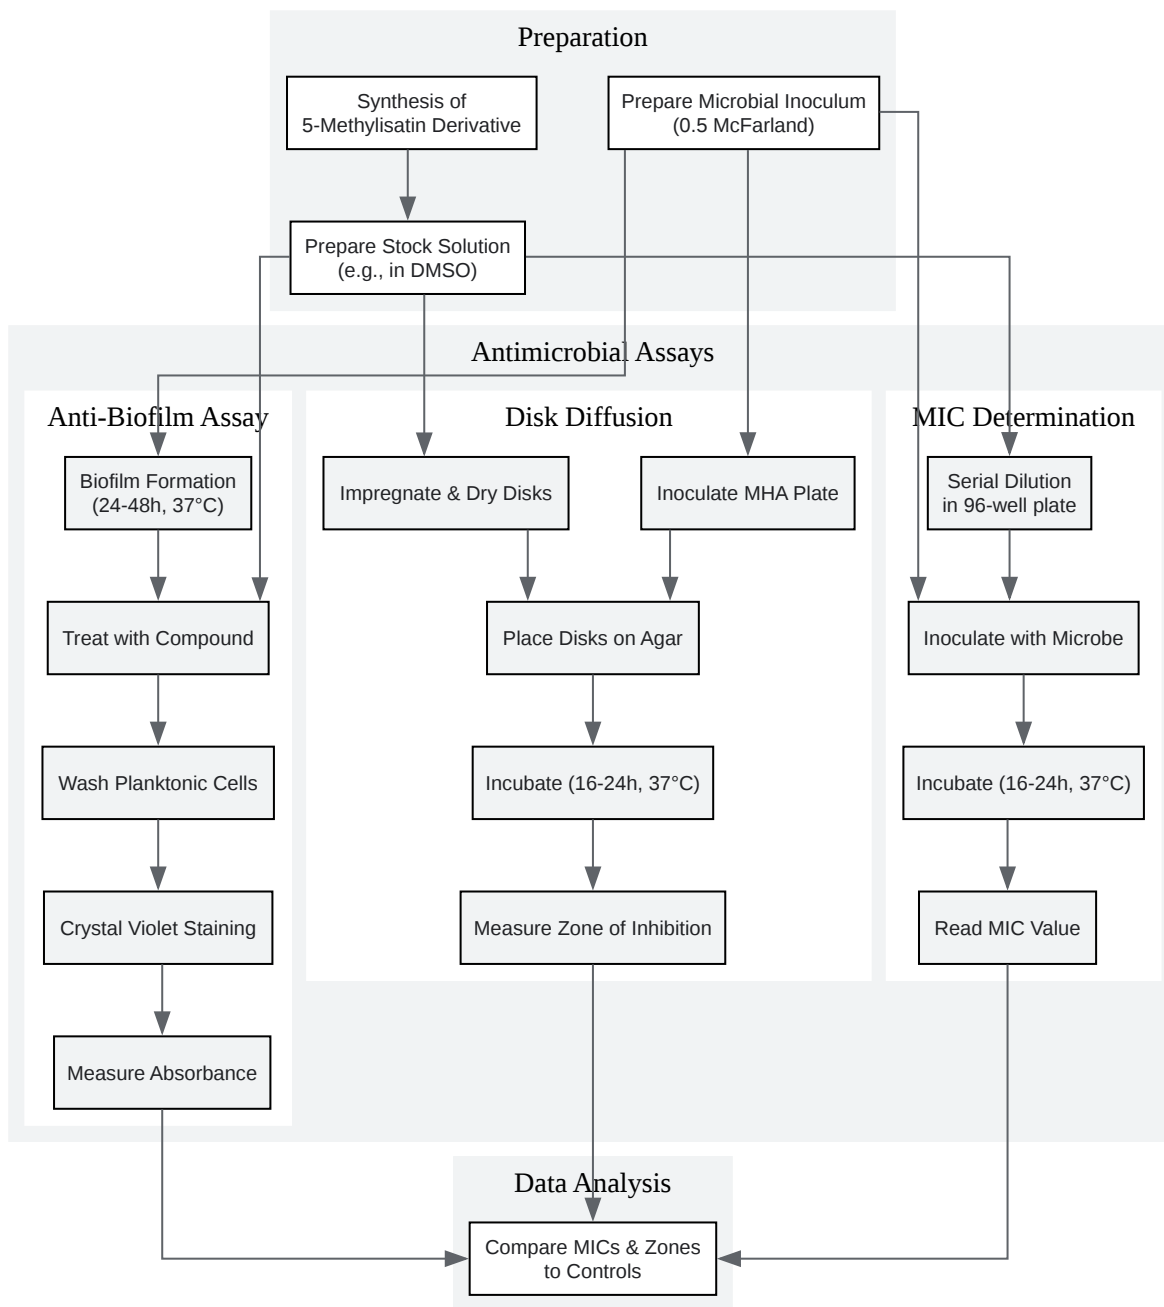 Preparation
Synthesis of
5-Methylisatin Derivative
Prepare Microbial Inoculum
(0.5 McFarland)
Prepare Stock Solution
(e.g., in DMSO)
Antimicrobial Assays
Anti-Biofilm Assay
Biofilm Formation
(24-48h, 37°C)
Treat with Compound
Wash Planktonic Cells
Crystal Violet Staining
Measure Absorbance
Disk Diffusion
Impregnate & Dry Disks
Inoculate MHA Plate
Place Disks on Agar
Incubate (16-24h, 37°C)
Measure Zone of Inhibition
MIC Determination
Serial Dilution
in 96-well plate
Inoculate with Microbe
Incubate (16-24h, 37°C)
Read MIC Value
Data Analysis
Compare MICs & Zones
to Controls